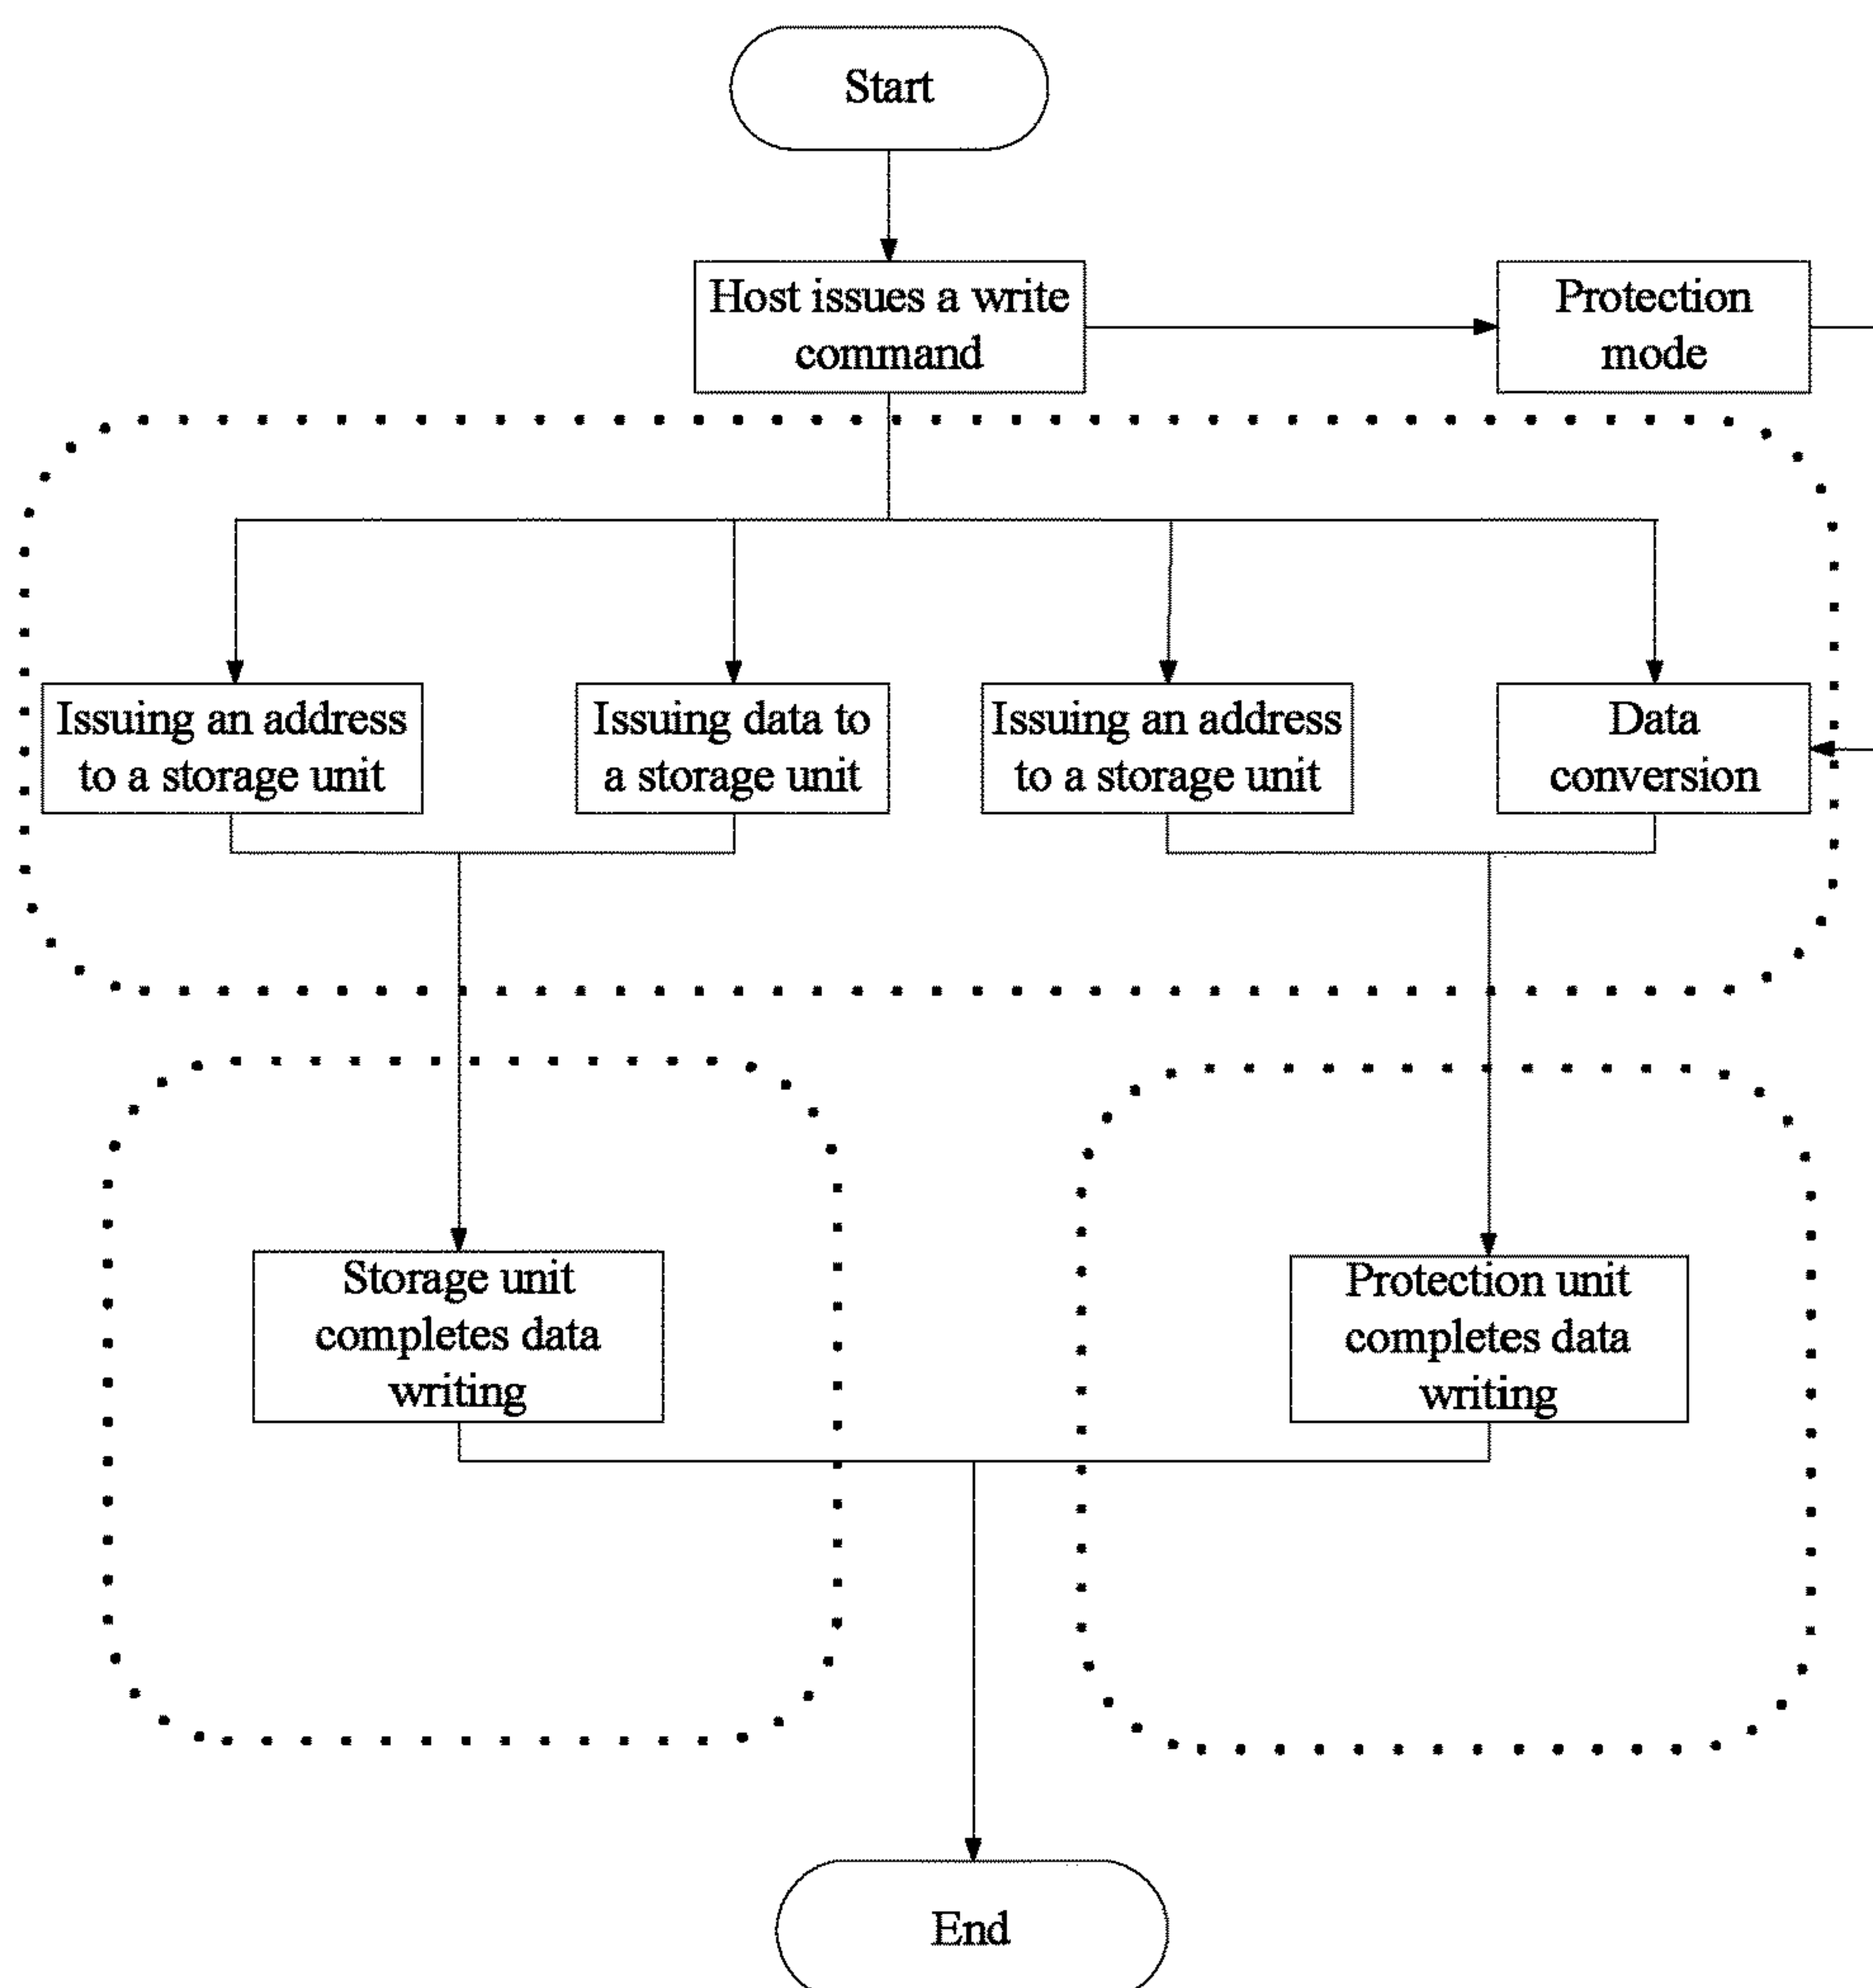 Start
Host issues a write
command
Protection
mode
Issuing an address
to a storage unit
Issuing data to
a storage unit
Issuing an address
to a storage unit
Data
conversion
Storage unit
completes data
writing
Protection unit
completes data
writing
End